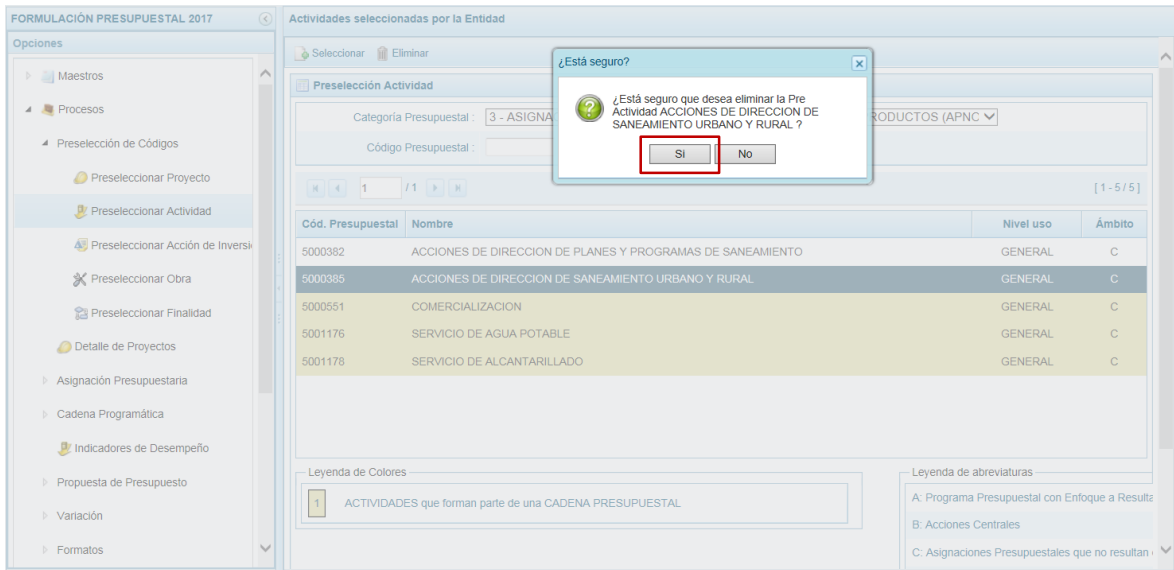 FORMULACIÓN PRESUPUESTAL 2017
Opciones
Maestros
Procesos
Preselección de Códigos
Preseleccionar Proyecto
Preseleccionar Actividad
Preseleccionar Acción de Inversi
Preseleccionar Obra
Preseleccionar Finalidad
Detalle de Proyectos
Asignación Presupuestaria
Cadena Programática
Indicadores de Desempeño
Propuesta de Presupuesto
Variación
Formatos
Actividades seleccionadas por la Entidad
Seleccionar Eliminar
Preselección Actividad
Categoría Presupuestal : 3 - ASIGNA RODUCTOS (APNC
Código Presupuestal :
¿Está seguro?
¿Está seguro que desea eliminar la Pre
Actividad ACCIONES DE DIRECCION DE
SANEAMIENTO URBANO Y RURAL ?
Si No
1 / 1 [ 1 - 5 / 5 ]
Cód. Presupuestal Nombre Nivel uso Ámbito
5000382 ACCIONES DE DIRECCION DE PLANES Y PROGRAMAS DE SANEAMIENTO GENERAL C
5000385 ACCIONES DE DIRECCION DE SANEAMIENTO URBANO Y RURAL GENERAL C
5000551 COMERCIALIZACION GENERAL C
5001176 SERVICIO DE AGUA POTABLE GENERAL C
5001178 SERVICIO DE ALCANTARILLADO GENERAL C
Leyenda de Colores
1 ACTIVIDADES que forman parte de una CADENA PRESUPUESTAL
Leyenda de abreviaturas
A: Programa Presupuestal con Enfoque a Resulta
B: Acciones Centrales
C: Asignaciones Presupuestales que no resultan